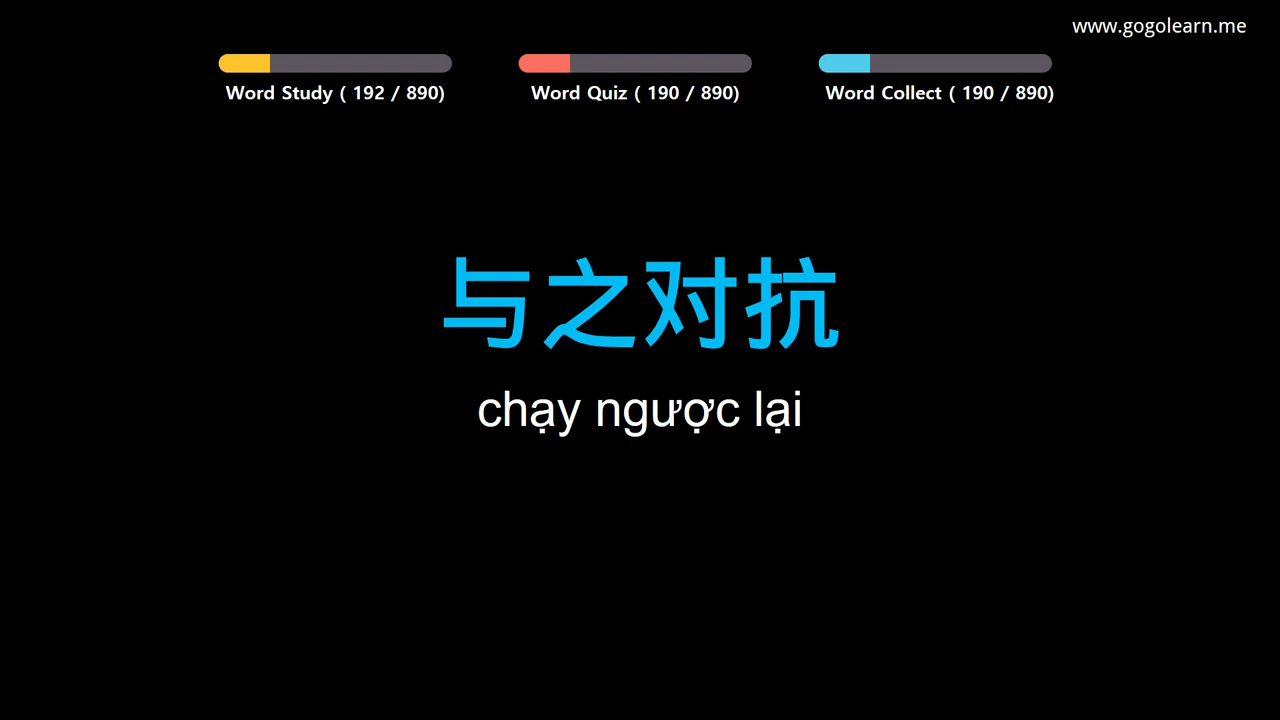 www.gogolearn.me
Word Study ( 192 / 890) Word Quiz ( 190 / 890) Word Collect ( 190 / 890)
与之对抗
chạy ngược lại